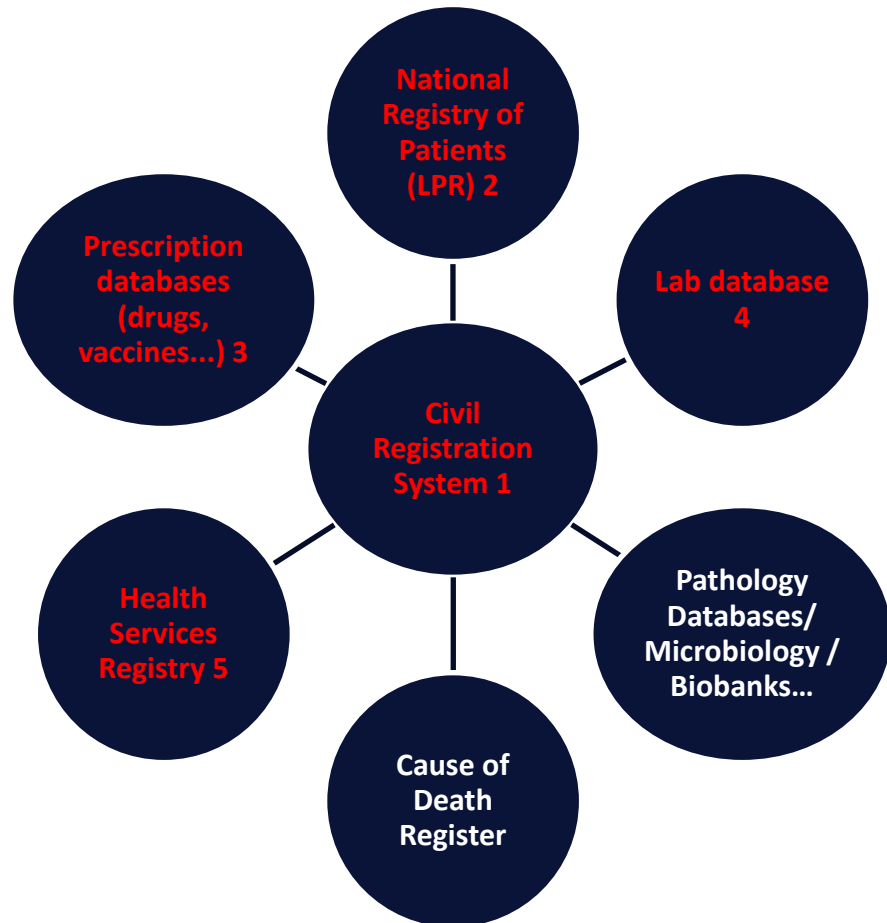 National
Registry of
Patients
(LPR) 2
Prescription
databases
(drugs,
vaccines...) 3
Lab database
4
Civil
Registration
System 1
Health
Services
Registry 5
Pathology
Databases/
Microbiology /
Biobanks…
Cause of
Death
Register